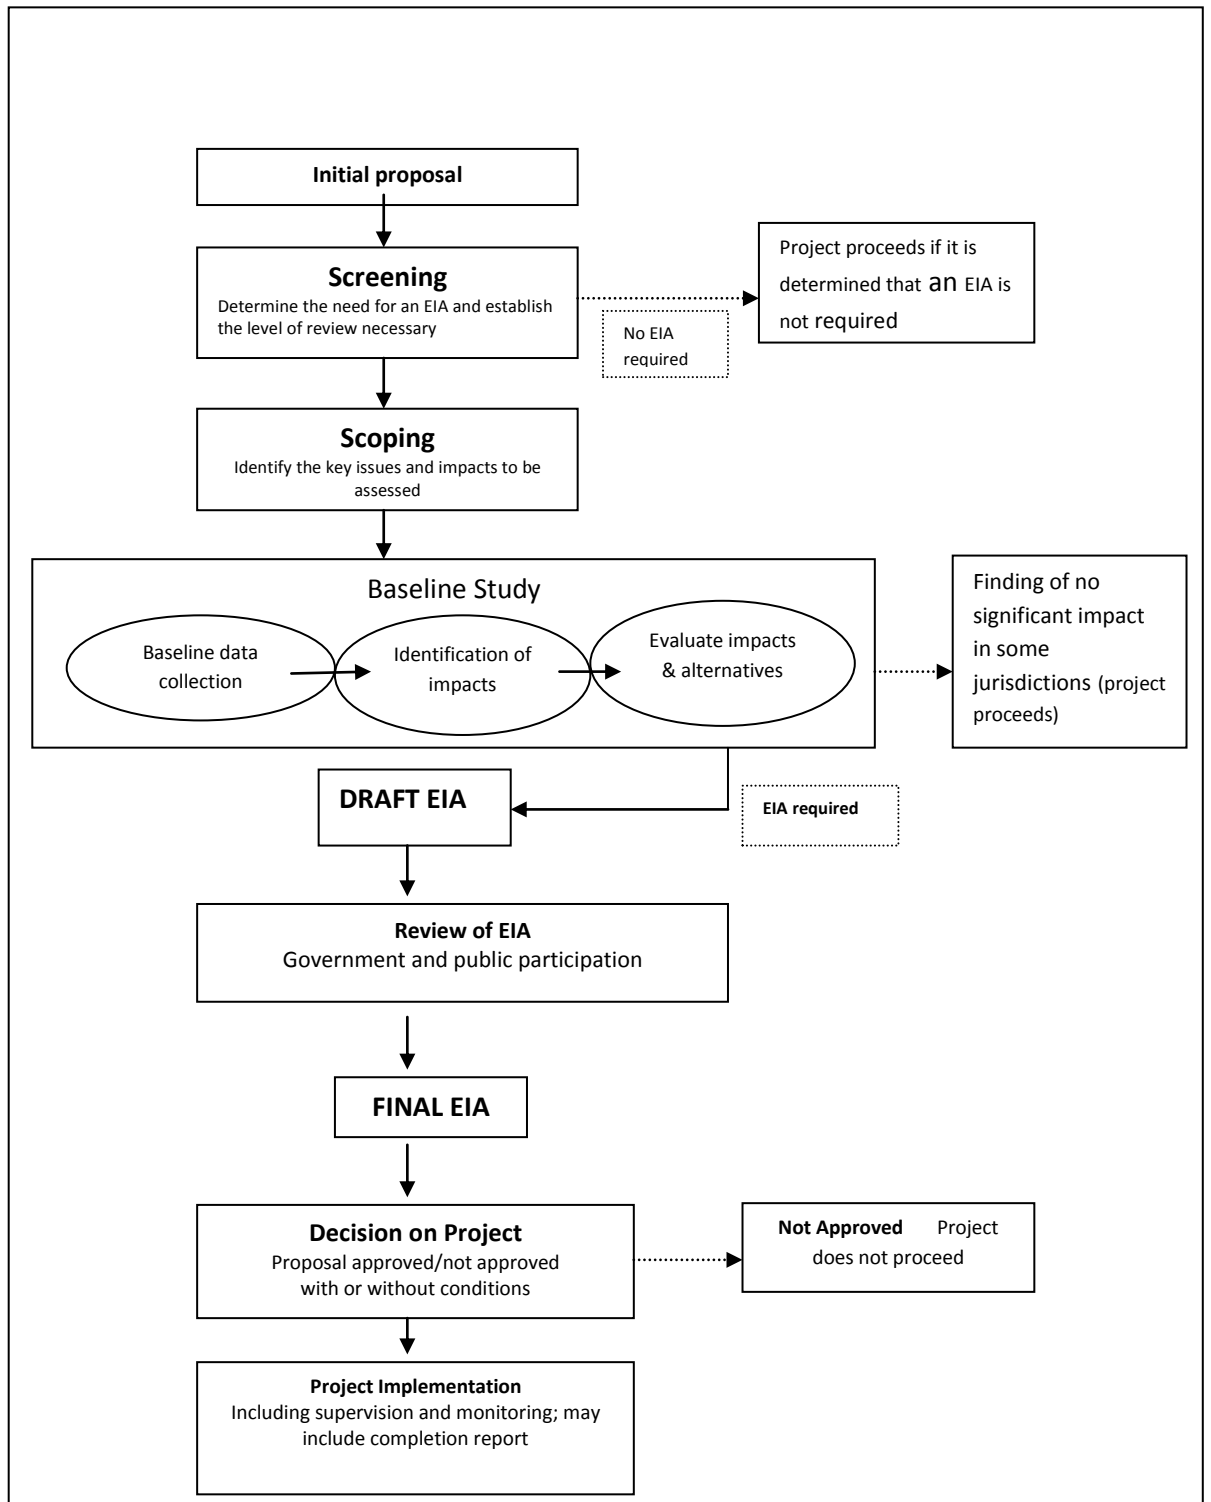 Initial proposal
Screening
Determine the need for an EIA and establish
the level of review necessary
No EIA
required
Project proceeds if it is
determined that an EIA is
not required
Scoping
Identify the key issues and impacts to be
assessed
Baseline Study
Baseline data
collection
Identification of
impacts
Evaluate impacts
& alternatives
Finding of no
significant impact
in some
jurisdictions (project
proceeds)
DRAFT EIA
EIA required
Review of EIA
Government and public participation
FINAL EIA
Decision on Project
Proposal approved/not approved
with or without conditions
Not Approved Project
does not proceed
Project Implementation
Including supervision and monitoring; may
include completion report